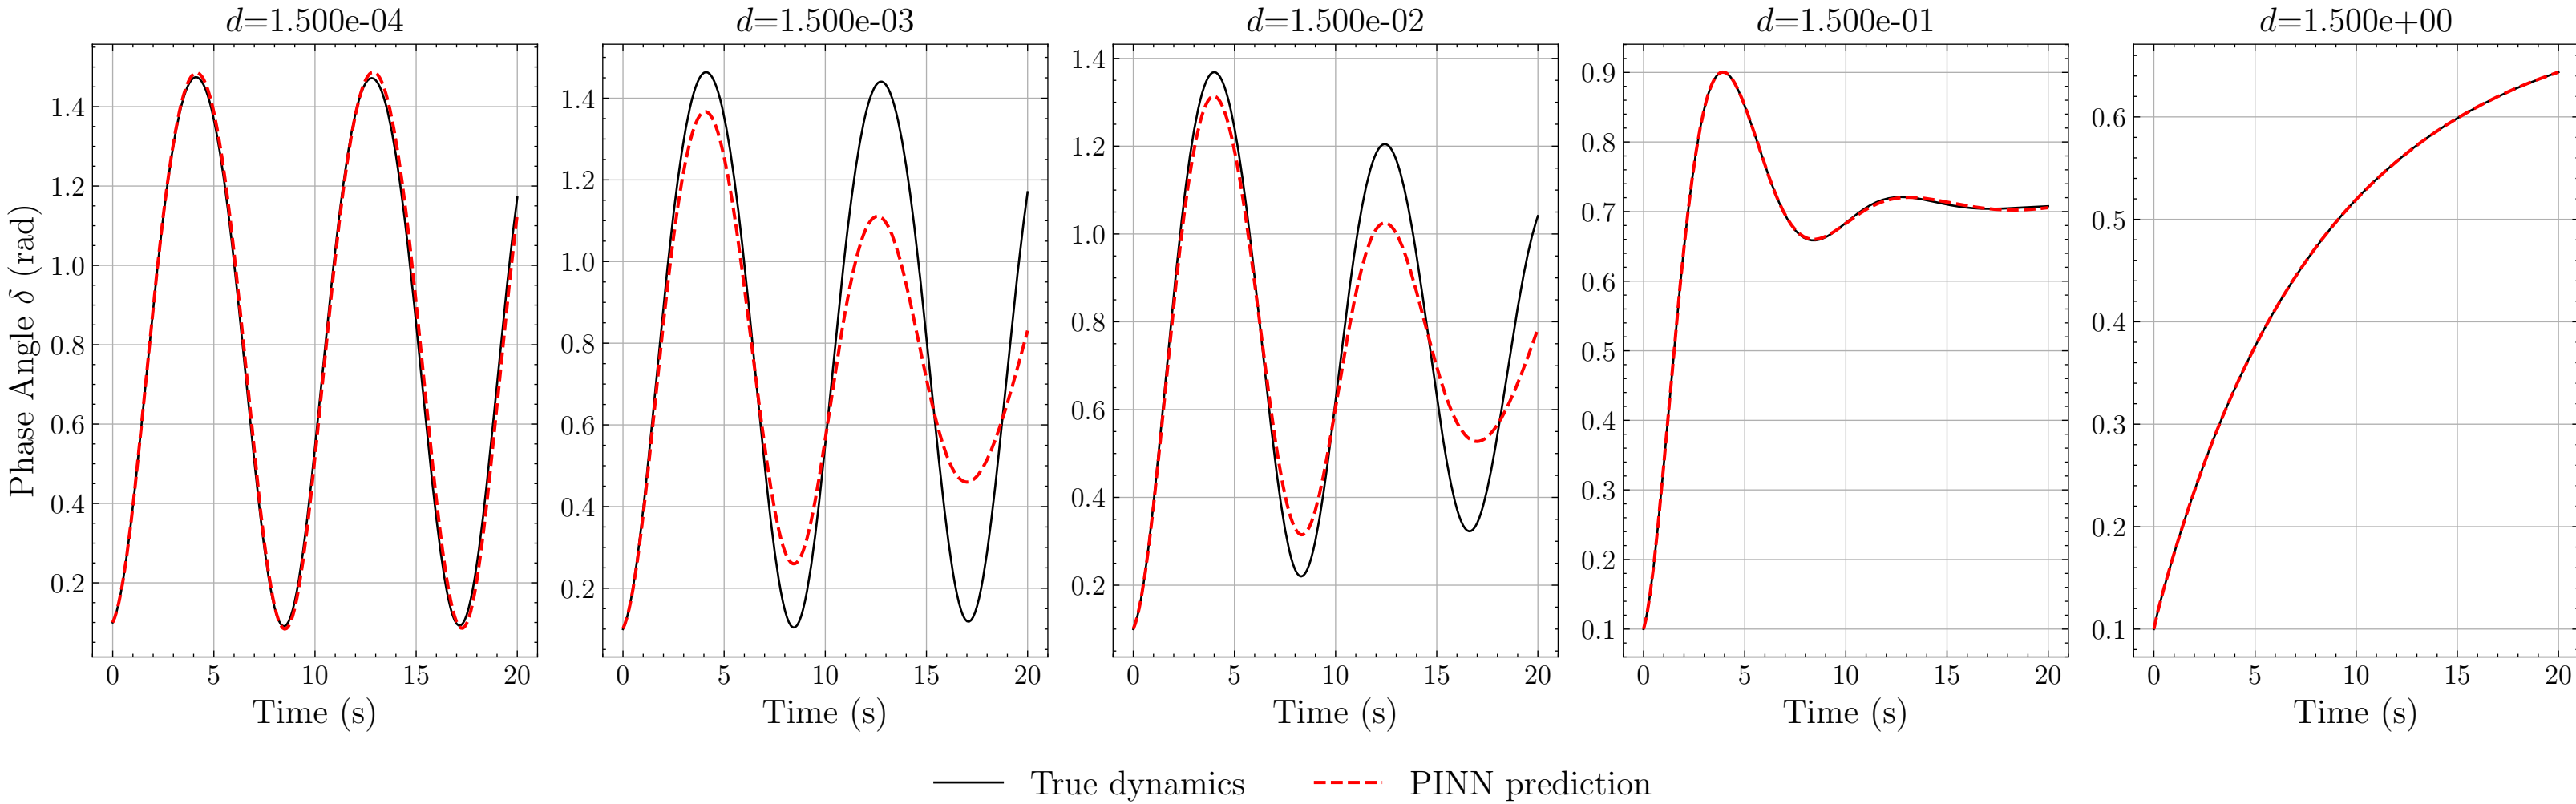 d=1.500e-04
d=1.500e-03
d=1.500e-02
d=1.500e-01
d=1.500e+00
Phase Angle δ (rad)
1.4
1.2
1.0
0.8
0.6
0.4
0.2
0 5 10 15 20
Time (s)
1.4
1.2
1.0
0.8
0.6
0.4
0.2
0 5 10 15 20
Time (s)
1.4
1.2
1.0
0.8
0.6
0.4
0.2
0 5 10 15 20
Time (s)
0.9
0.8
0.7
0.6
0.5
0.4
0.3
0.2
0.1
0 5 10 15 20
Time (s)
0.6
0.5
0.4
0.3
0.2
0.1
0 5 10 15 20
Time (s)
True dynamics
PINN prediction